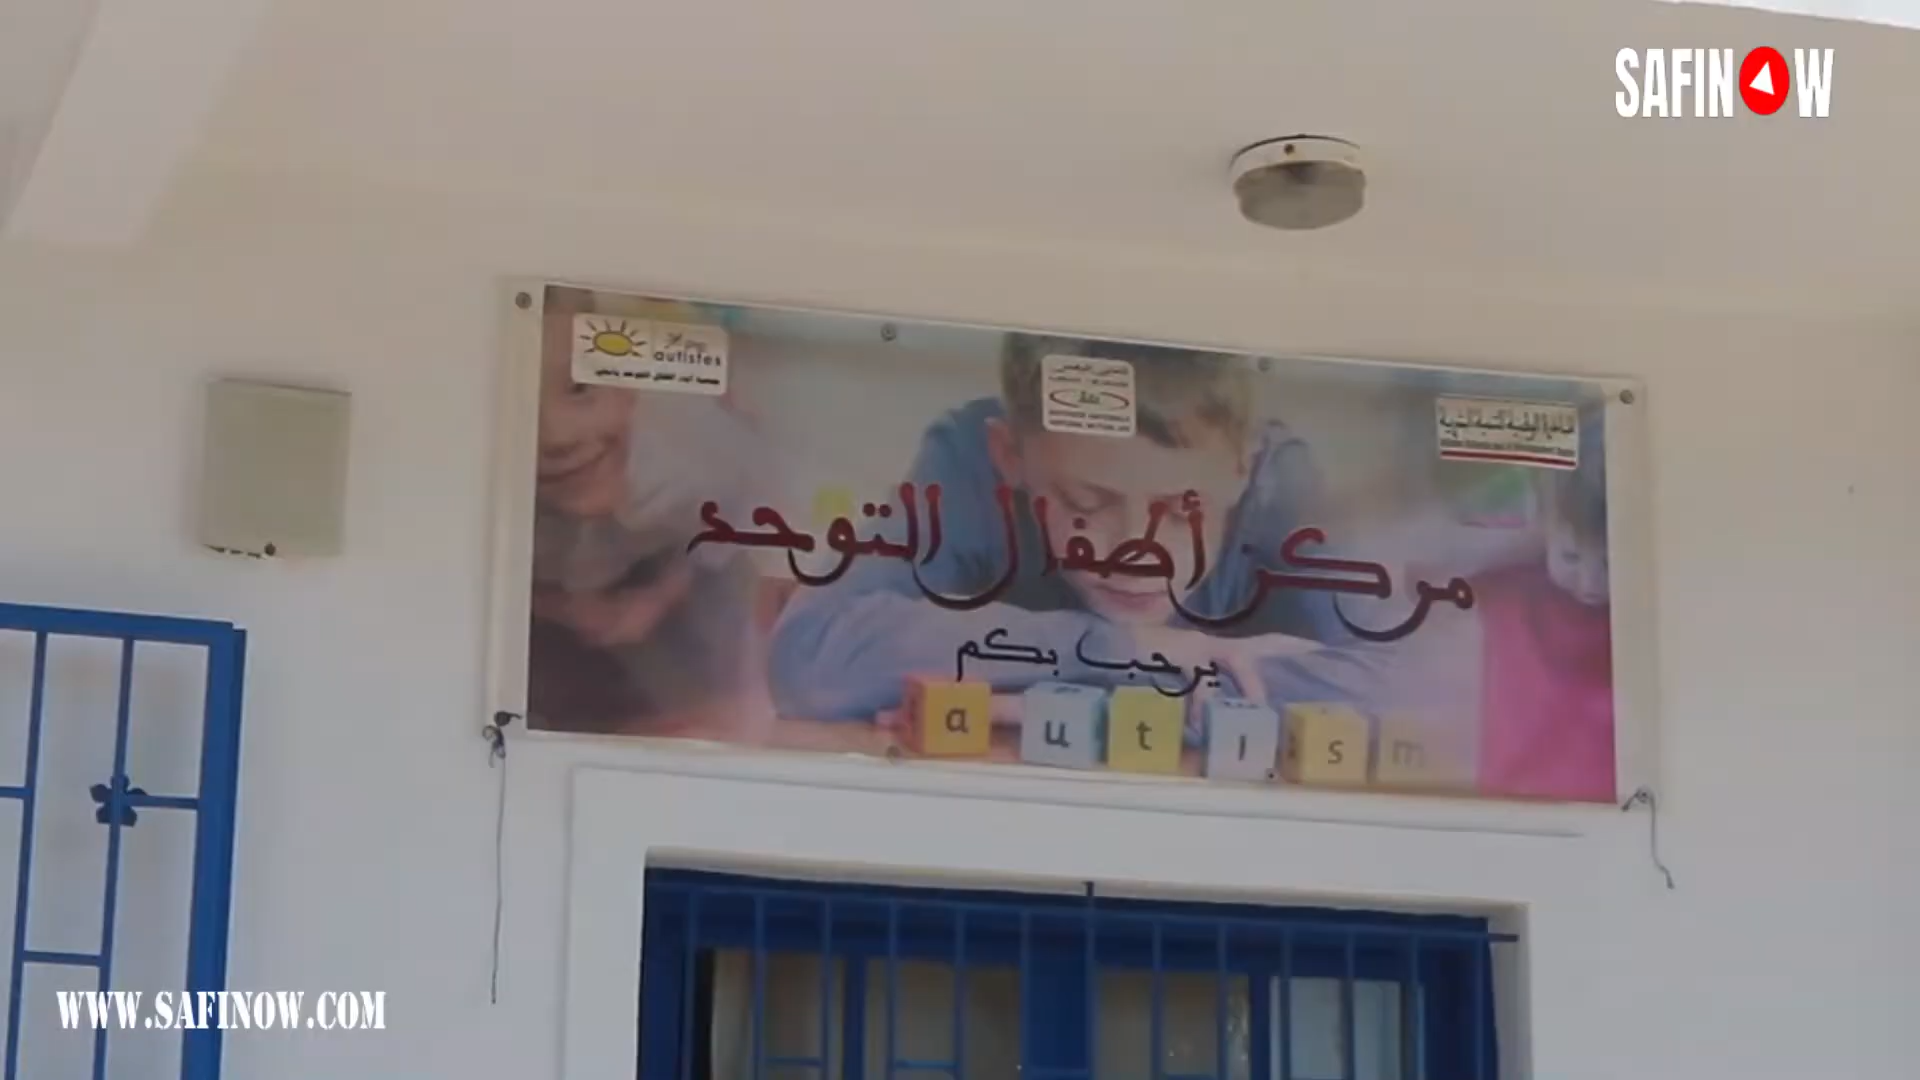 SAFINOW
autistes
مركز أطفال التوحد
يرحب بكم
a u t i s m
WWW.SAFINOW.COM